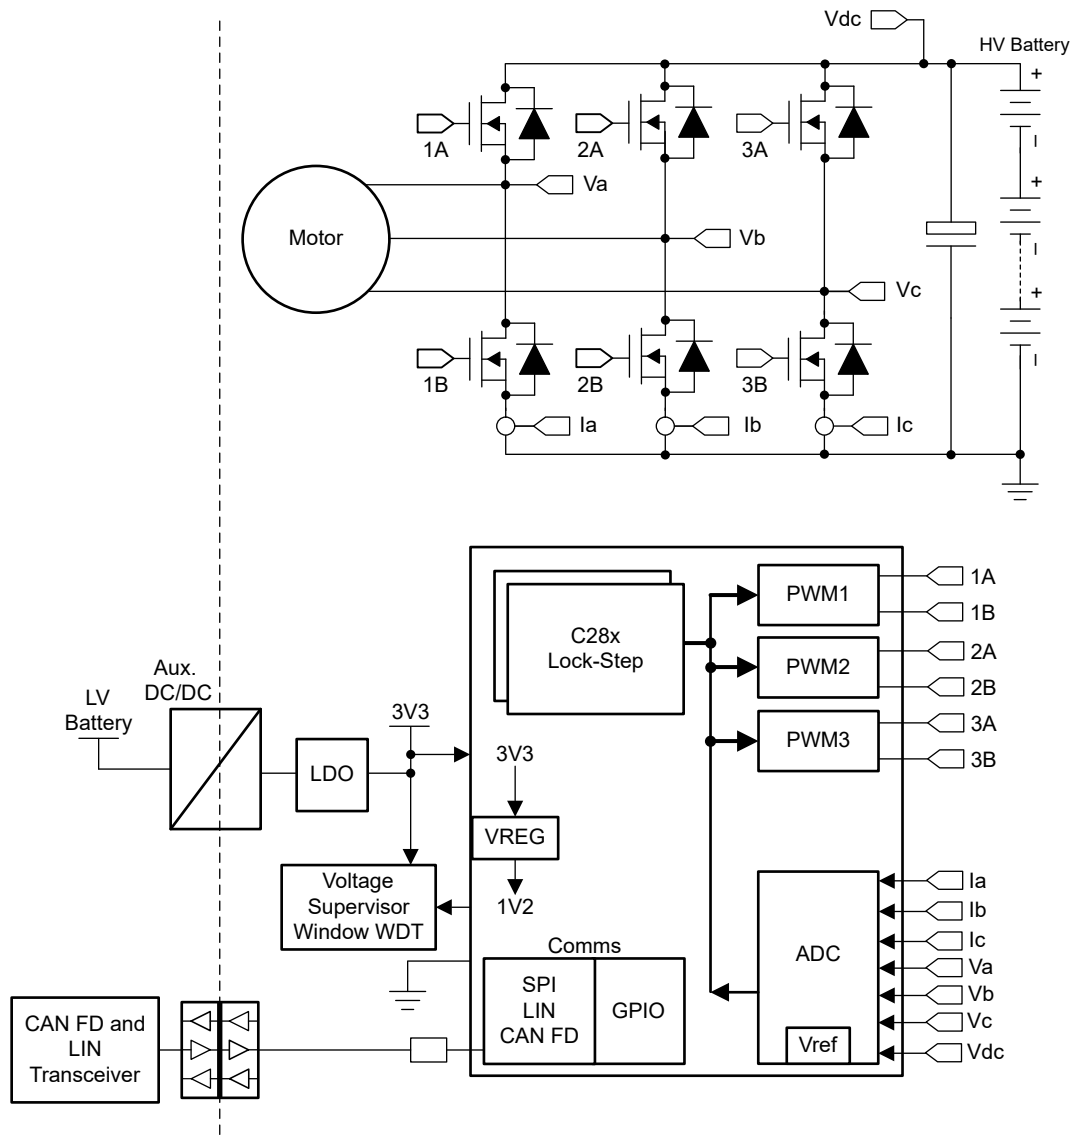 Vdc
HV Battery
+
1A
2A
3A
Va
+
Motor
Vb
Vc
+
1B
2B
3B
Ia
Ib
Ic
PWM1
1A
1B
C28x
Lock-Step
PWM2
2A
2B
PWM3
3A
3B
Aux.
DC/DC
LV
Battery
3V3
LDO
3V3
VREG
1V2
Voltage
Supervisor
Window WDT
Ia
Ib
Ic
Va
Vb
Vc
Vdc
ADC
Vref
Comms
SPI
LIN
CAN FD
GPIO
CAN FD and
LIN
Transceiver